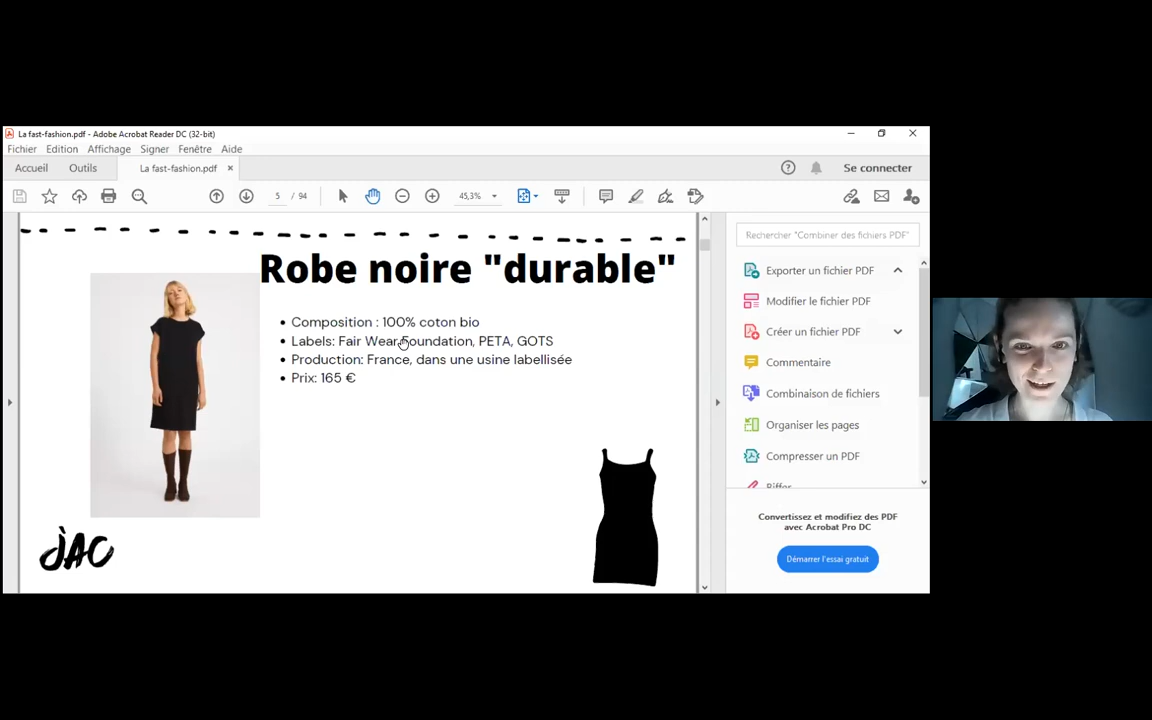 La fast-fashion.pdf - Adobe Acrobat Reader DC (32-bit)
Fichier Edition Affichage Signer Fenêtre Aide
Accueil Outils La fast-fashion.pdf × Se connecter
5 / 94 45,3%
Robe noire "durable"
Composition : 100% coton bio
Labels: Fair Wear Foundation, PETA, GOTS
Production: France, dans une usine labellisée
Prix: 165 €
JAC
Rechercher "Combiner des fichiers PDF"
Exporter un fichier PDF
Modifier le fichier PDF
Créer un fichier PDF
Commentaire
Combinaison de fichiers
Organiser les pages
Compresser un PDF
Convertissez et modifiez des PDF
avec Acrobat Pro DC
Démarrer l'essai gratuit